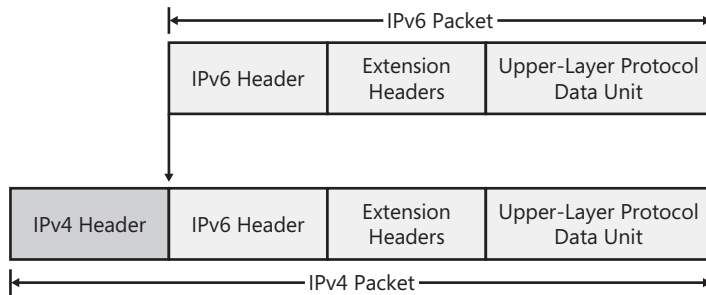 IPv6 Packet
IPv6 Header
Extension
Headers
Upper-Layer Protocol
Data Unit
IPv4 Header
IPv6 Header
Extension
Headers
Upper-Layer Protocol
Data Unit
IPv4 Packet